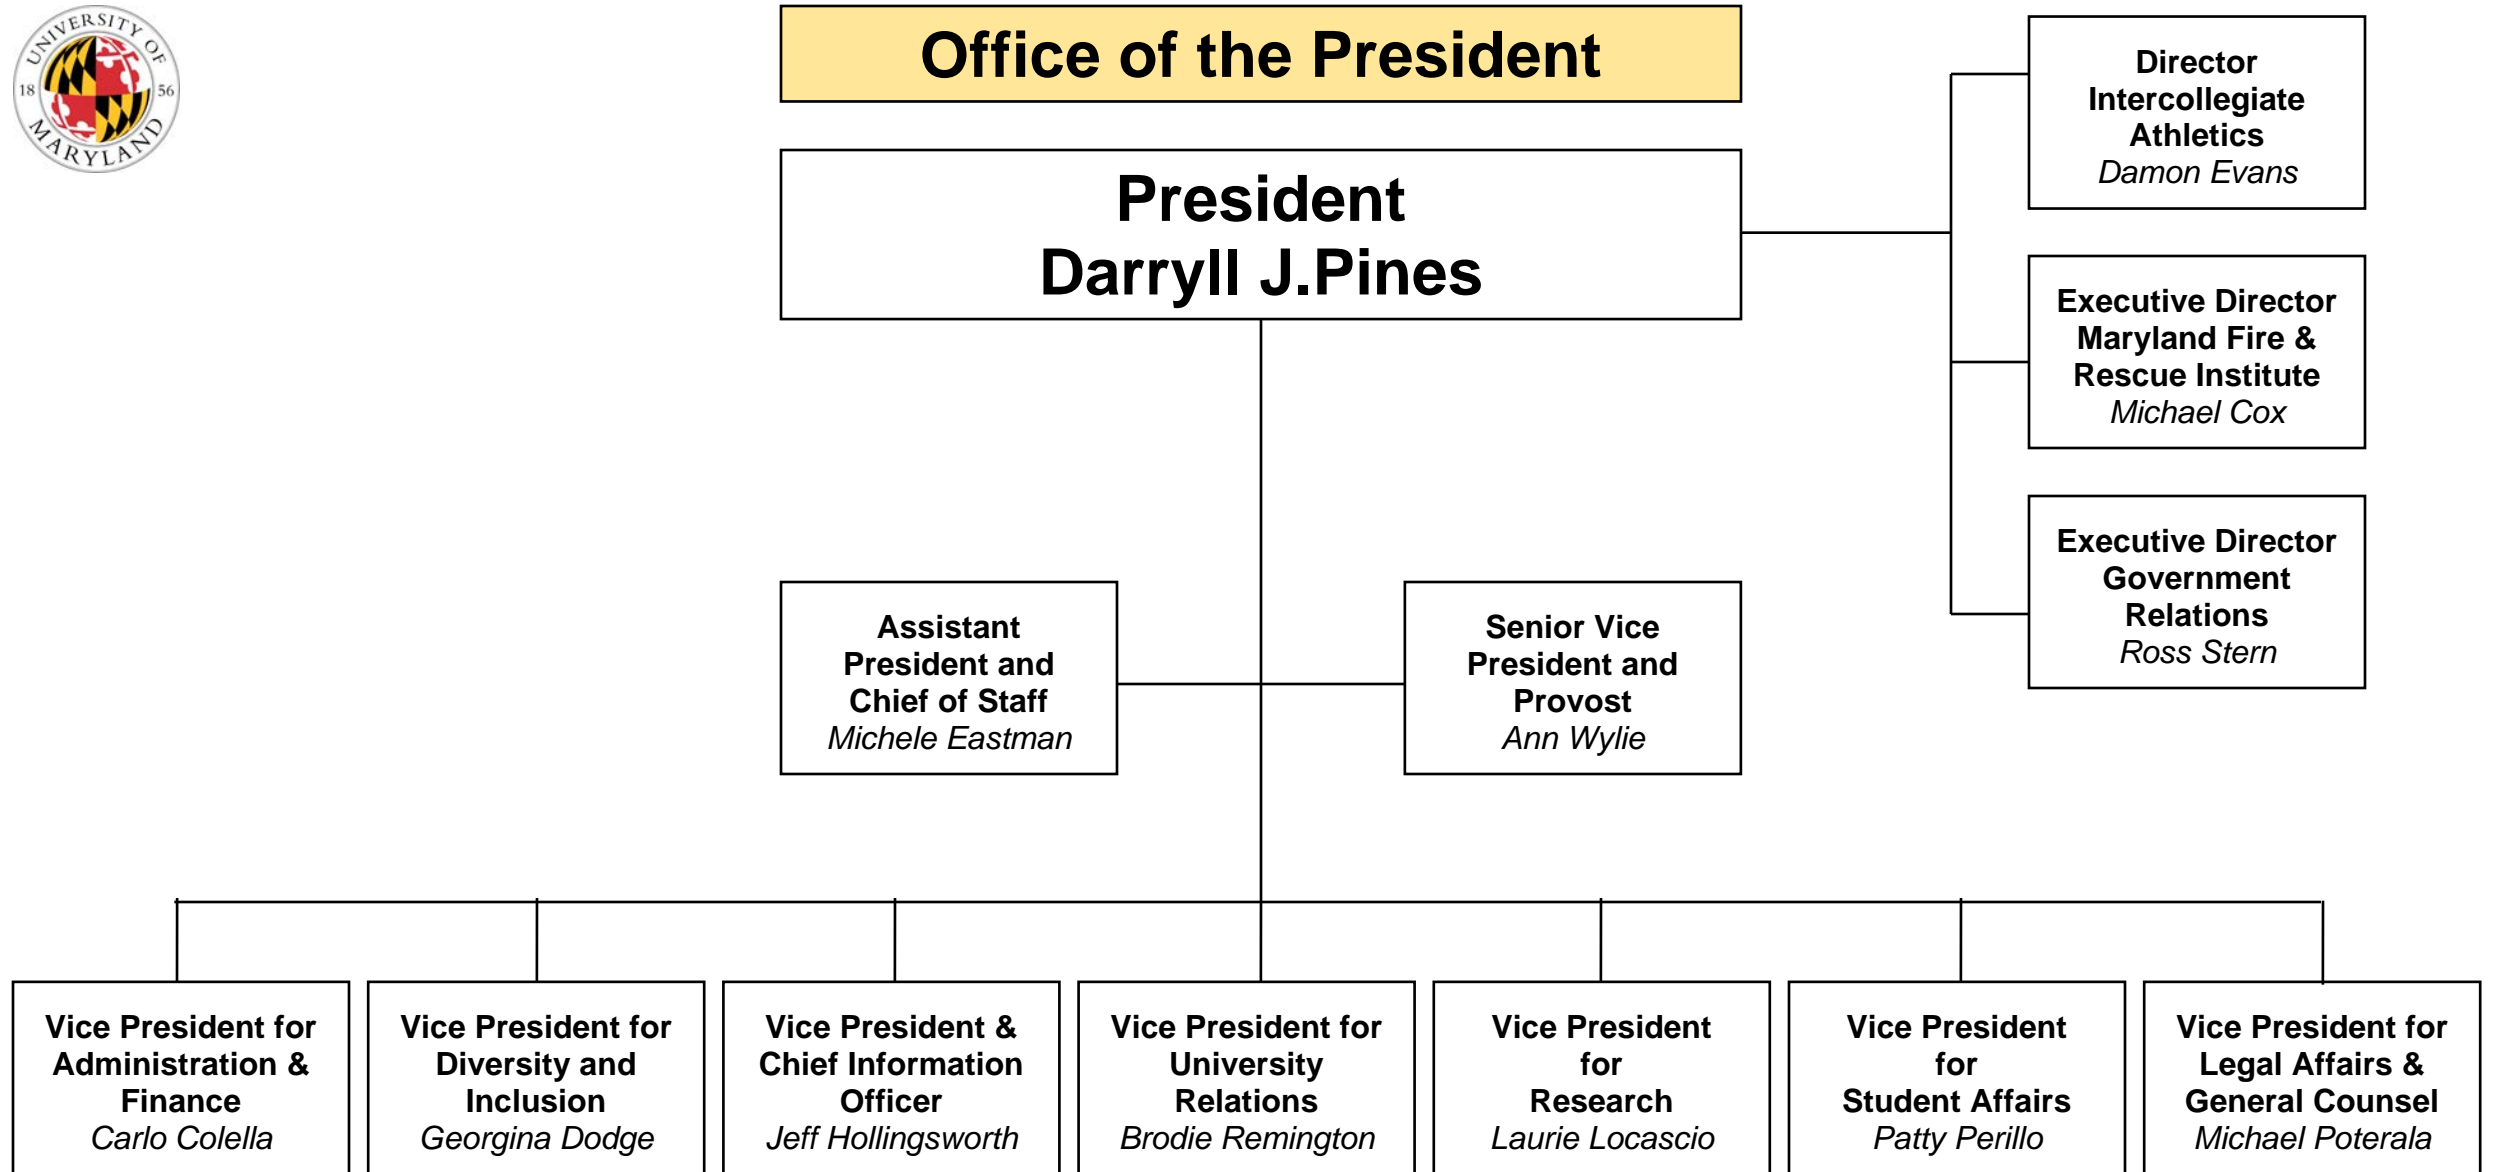 UNIVERSITY OF
18 56
MARYLAND
Office of the President
President
Darryll J.Pines
Director
Intercollegiate
Athletics
Damon Evans
Executive Director
Maryland Fire &
Rescue Institute
Michael Cox
Executive Director
Government
Relations
Ross Stern
Assistant
President and
Chief of Staff
Michele Eastman
Senior Vice
President and
Provost
Ann Wylie
Vice President for
Administration &
Finance
Carlo Colella
Vice President for
Diversity and
Inclusion
Georgina Dodge
Vice President &
Chief Information
Officer
Jeff Hollingsworth
Vice President for
University
Relations
Brodie Remington
Vice President
for
Research
Laurie Locascio
Vice President
for
Student Affairs
Patty Perillo
Vice President for
Legal Affairs &
General Counsel
Michael Poterala